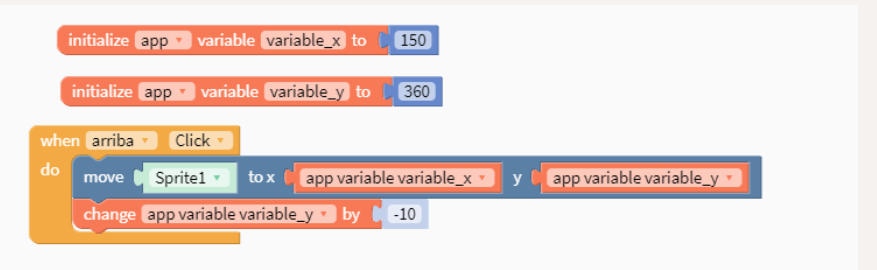 initialize app variable variable_x to 150
initialize app variable variable_y to 360
when arriba Click
do move Sprite1 to x app variable variable_x y app variable variable_y
change app variable variable_y by -10